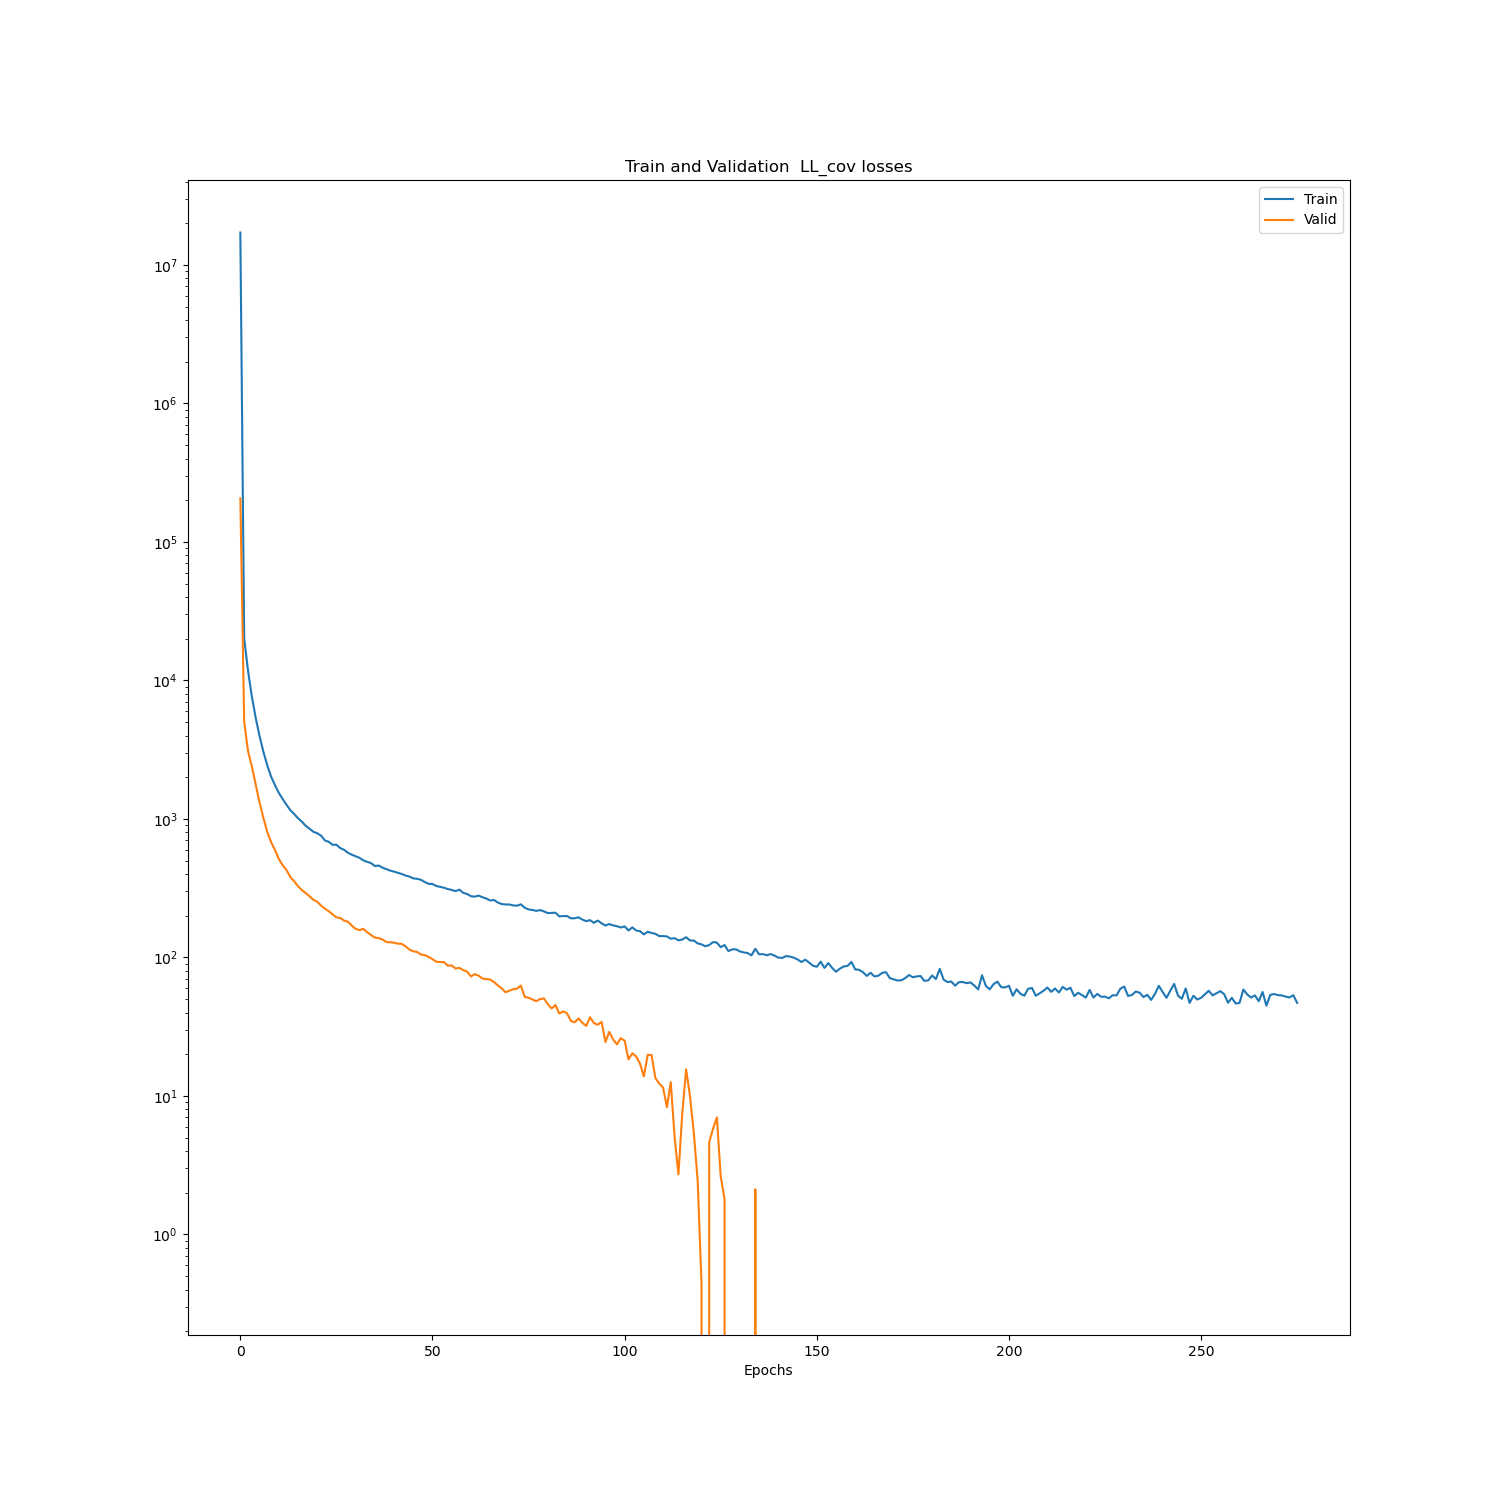 Train and Validation  LL_cov losses
Train
Valid
10⁷
10⁶
10⁵
10⁴
10³
10²
10¹
10⁰
0 50 100 150 200 250
Epochs